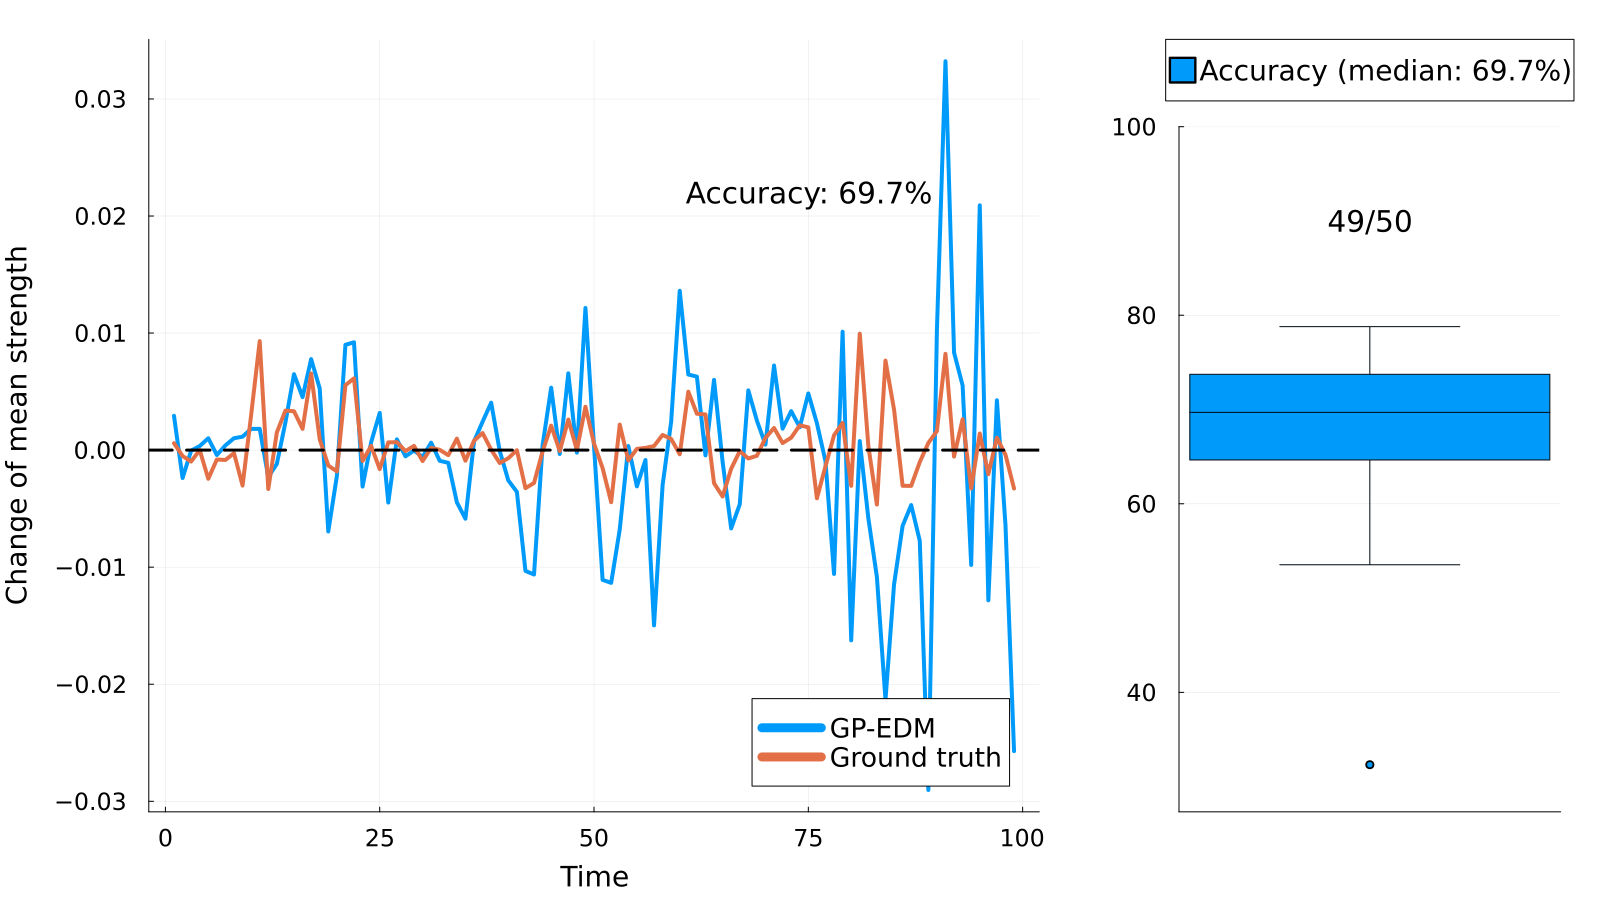 Change of mean strength
0.03
0.02
0.01
0.00
−0.01
−0.02
−0.03
Accuracy: 69.7%
GP-EDM
Ground truth
0
25
50
75
100
Time
Accuracy (median: 69.7%)
100
80
60
40
49/50